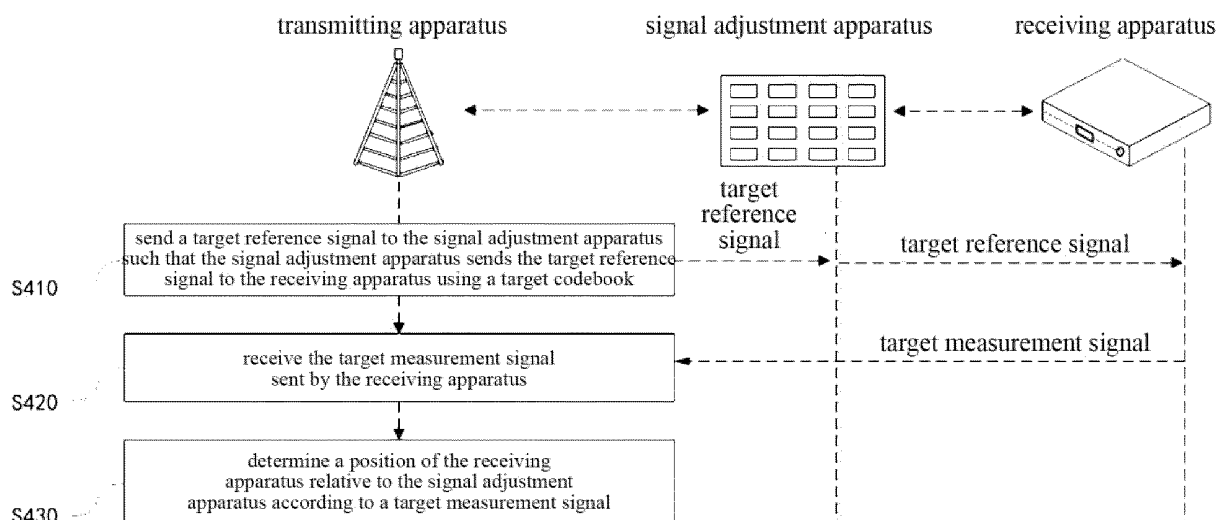 transmitting apparatus
signal adjustment apparatus
receiving apparatus
target
reference
signal
send a target reference signal to the signal adjustment apparatus
such that the signal adjustment apparatus sends the target reference
signal to the receiving apparatus using a target codebook
target reference signal
S410
target measurement signal
receive the target measurement signal
sent by the receiving apparatus
S420
determine a position of the receiving
apparatus relative to the signal adjustment
apparatus according to a target measurement signal
S430